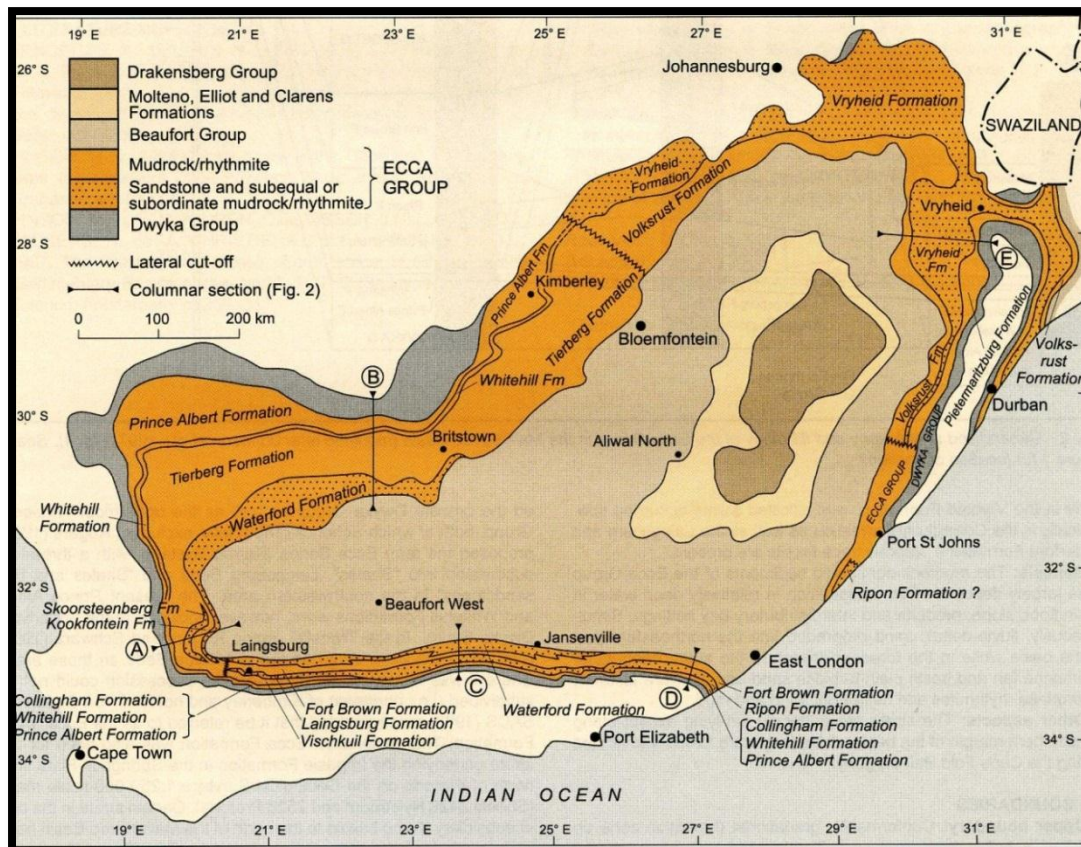 19° E
21° E
23° E
25° E
27° E
29° E
31° E
26° S
28° S
30° S
32° S
34° S
32° S
34° S
19° E
21° E
23° E
25° E
27° E
29° E
31° E
Drakensberg Group
Molteno, Elliot and Clarens
Formations
Beaufort Group
Mudrock/rhythmite
Sandstone and subequal or
subordinate mudrock/rhythmite
ECCA
GROUP
Dwyka Group
Lateral cut-off
Columnar section (Fig. 2)
0 100 200 km
Johannesburg
Vryheid Formation
SWAZILAND
Vryheid
Formation
Volksrust Formation
Vryheid
Vryheid
Fm
E
Prince Albert Fm
Kimberley
Tierberg Formation
Bloemfontein
Whitehill Fm
Pietermaritzburg Formation
Volks-
rust
Formation
Volksrust Fm
DWYKA GROUP
Durban
B
Prince Albert Formation
Britstown
Aliwal North
Tierberg Formation
ECCA GROUP
Waterford Formation
Whitehill
Formation
Port St Johns
Ripon Formation ?
Beaufort West
Skoorsteenberg Fm
Kookfontein Fm
A
Laingsburg
Jansenville
East London
C
D
Collingham Formation
Whitehill Formation
Prince Albert Formation
Fort Brown Formation
Laingsburg Formation
Vischkuil Formation
Waterford Formation
Fort Brown Formation
Ripon Formation
Collingham Formation
Whitehill Formation
Prince Albert Formation
Cape Town
Port Elizabeth
INDIAN OCEAN